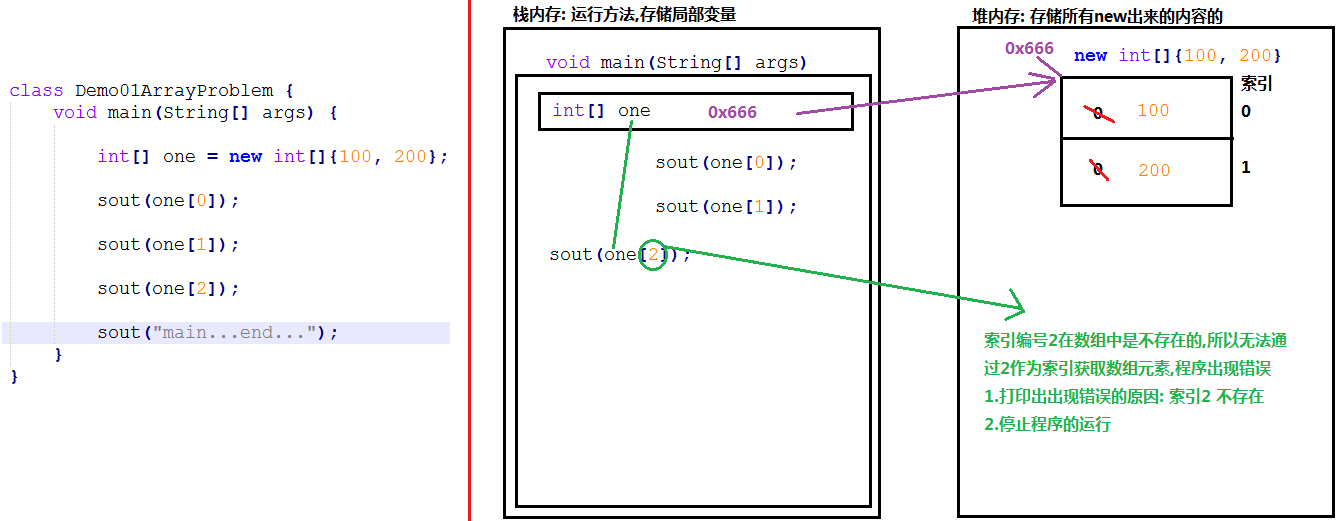 class Demo01ArrayProblem {
void main(String[] args) {
int[] one = new int[]{100, 200};
sout(one[0]);
sout(one[1]);
sout(one[2]);
sout("main...end...");
}
}
栈内存: 运行方法,存储局部变量
void main(String[] args)
int[] one 0x666
sout(one[0]);
sout(one[1]);
sout(one[2]);
堆内存: 存储所有new出来的内容的
0x666 new int[]{100, 200}
索引
0 100 0
0 200 1
索引编号2在数组中是不存在的,所以无法通
过2作为索引获取数组元素,程序出现错误
1.打印出出现错误的原因: 索引2 不存在
2.停止程序的运行